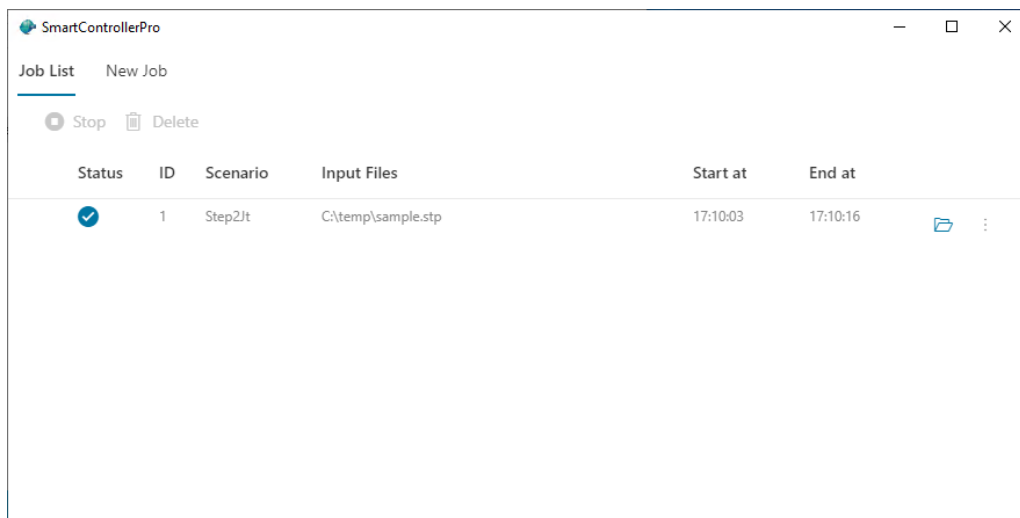 SmartControllerPro
Job List New Job
Stop Delete
Status ID Scenario Input Files Start at End at
1 Step2Jt C:\temp\sample.stp 17:10:03 17:10:16